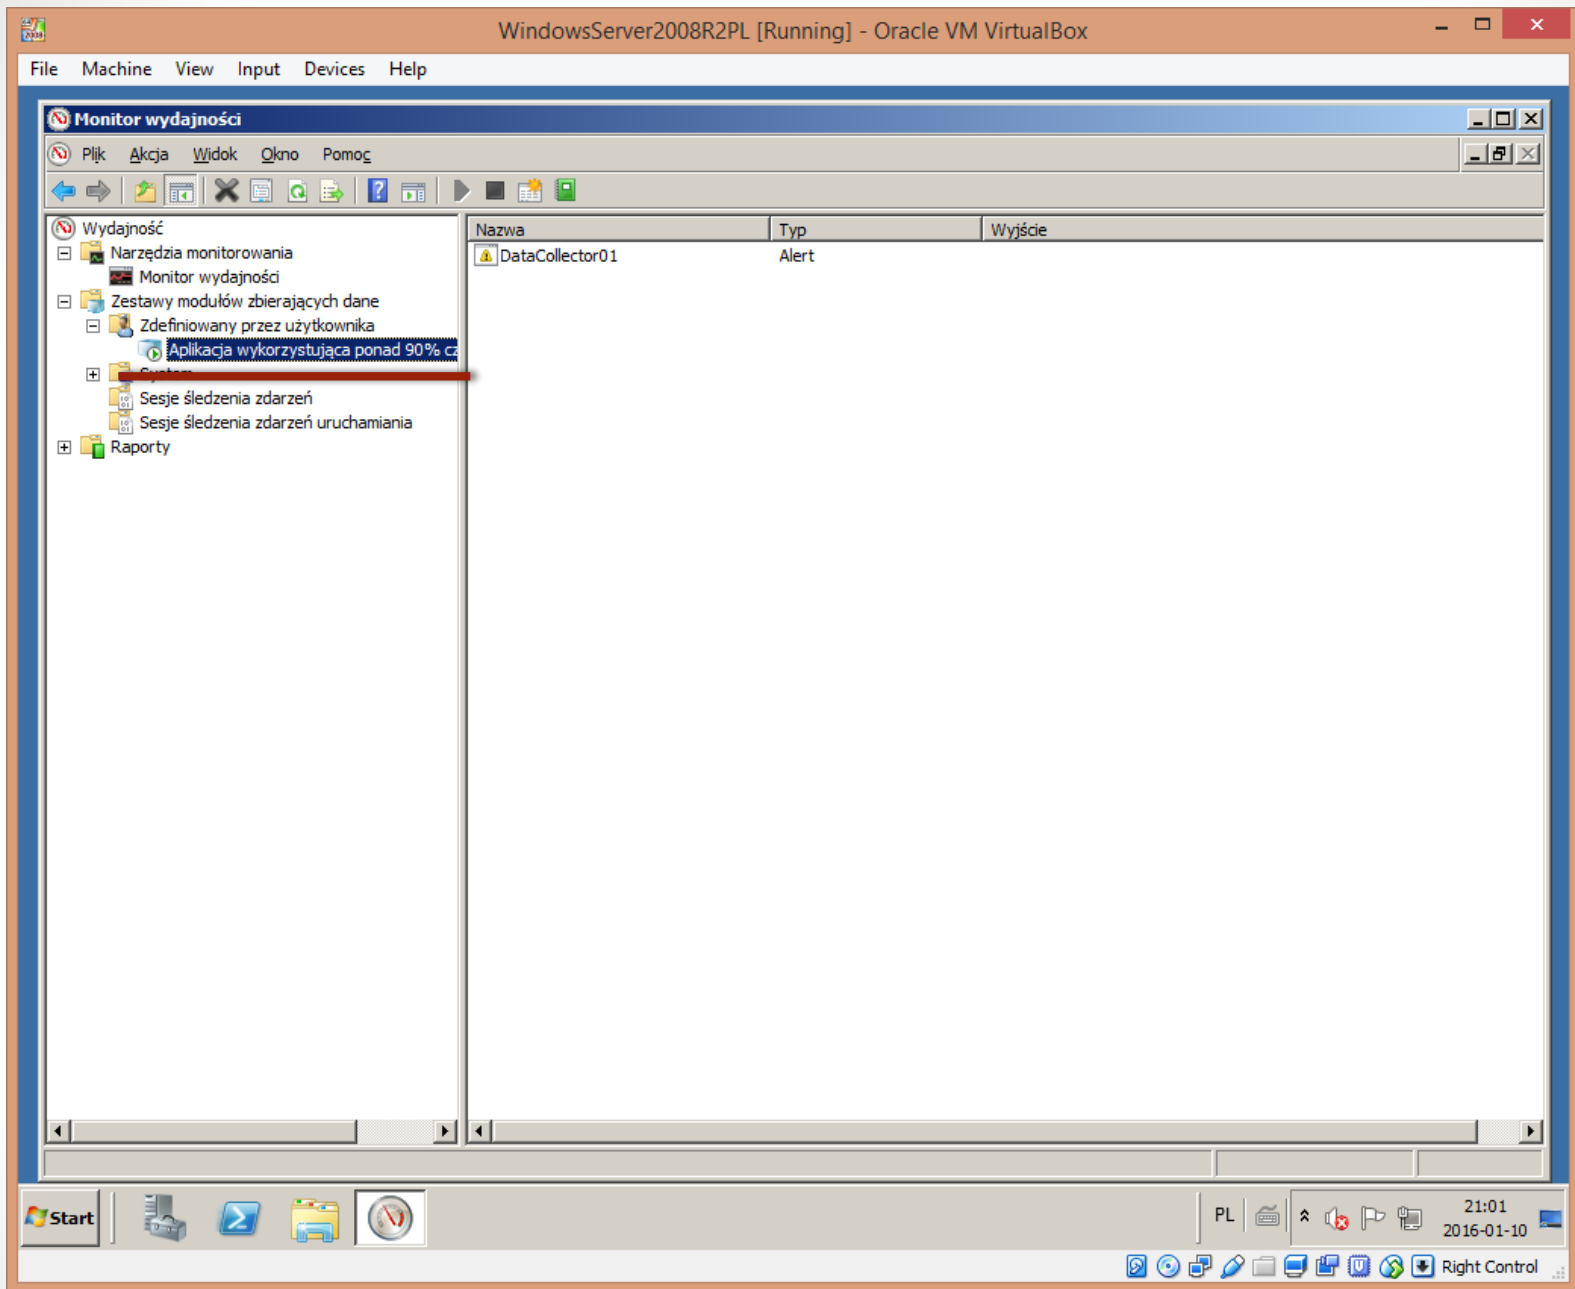 WindowsServer2008R2PL [Running] - Oracle VM VirtualBox
File Machine View Input Devices Help
Monitor wydajności
Plik Akcja Widok Okno Pomoc
Wydajność
Narzędzia monitorowania
Monitor wydajności
Zestawy modułów zbierających dane
Zdefiniowany przez użytkownika
Aplikacja wykorzystująca ponad 90% cz
System
Sesje śledzenia zdarzeń
Sesje śledzenia zdarzeń uruchamiania
Raporty
Nazwa Typ Wyjście
DataCollector01 Alert
Start
PL
21:01
2016-01-10
Right Control